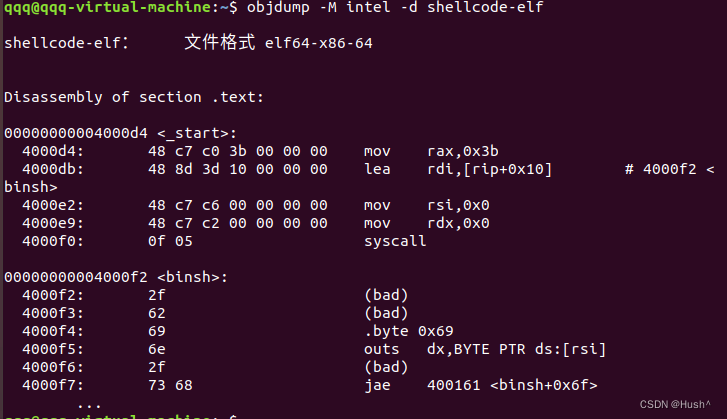 qqq@qqq-virtual-machine:~$ objdump -M intel -d shellcode-elf
shellcode-elf：     文件格式 elf64-x86-64
Disassembly of section .text:
00000000004000d4 <_start>:
  4000d4:       48 c7 c0 3b 00 00 00    mov    rax,0x3b
  4000db:       48 8d 3d 10 00 00 00    lea    rdi,[rip+0x10]        # 4000f2 <
binsh>
  4000e2:       48 c7 c6 00 00 00 00    mov    rsi,0x0
  4000e9:       48 c7 c2 00 00 00 00    mov    rdx,0x0
  4000f0:       0f 05                   syscall
00000000004000f2 <binsh>:
  4000f2:       2f                      (bad)
  4000f3:       62                      (bad)
  4000f4:       69                      .byte 0x69
  4000f5:       6e                      outs   dx,BYTE PTR ds:[rsi]
  4000f6:       2f                      (bad)
  4000f7:       73 68                   jae    400161 <binsh+0x6f>
        ...
CSDN @Hush^